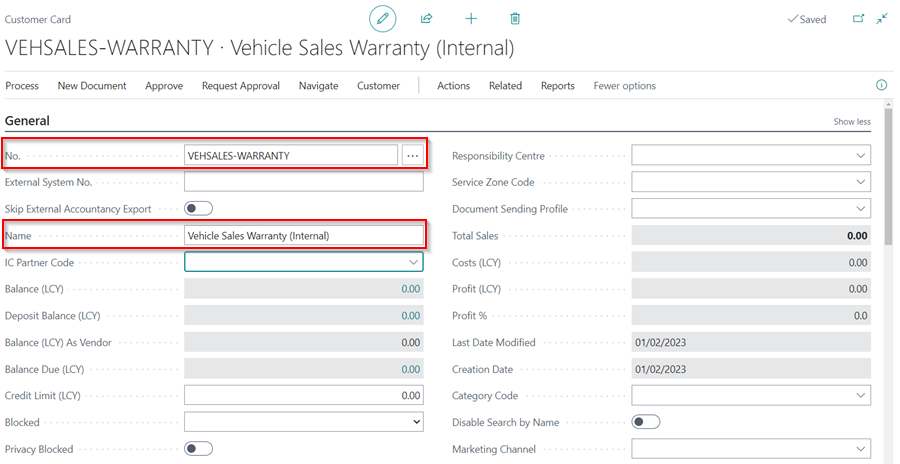 Customer Card
Saved
VEHSALES-WARRANTY · Vehicle Sales Warranty (Internal)
Process New Document Approve Request Approval Navigate Customer Actions Related Reports Fewer options
General
Show less
No. VEHSALES-WARRANTY ...
External System No.
Skip External Accountancy Export
Name Vehicle Sales Warranty (Internal)
IC Partner Code
Balance (LCY) 0.00
Deposit Balance (LCY) 0.00
Balance (LCY) As Vendor 0.00
Balance Due (LCY) 0.00
Credit Limit (LCY) 0.00
Blocked
Privacy Blocked
Responsibility Centre
Service Zone Code
Document Sending Profile
Total Sales 0.00
Costs (LCY) 0.00
Profit (LCY) 0.00
Profit % 0.0
Last Date Modified 01/02/2023
Creation Date 01/02/2023
Category Code
Disable Search by Name
Marketing Channel